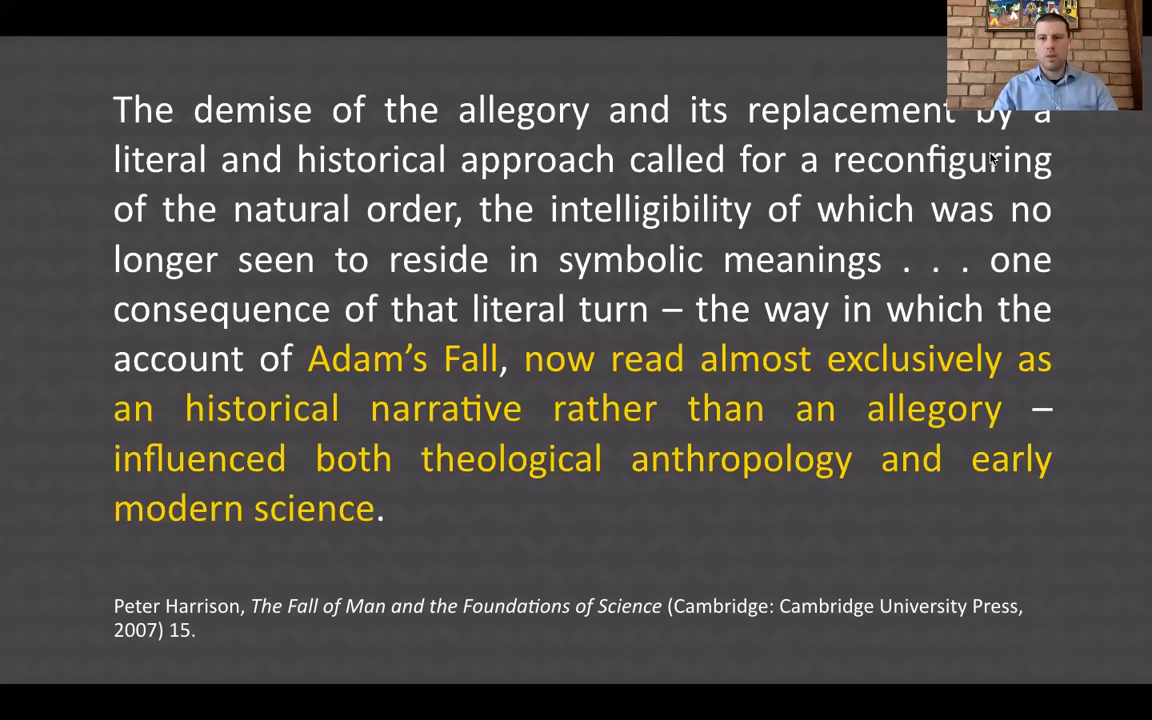 The demise of the allegory and its replacement by a
literal and historical approach called for a reconfiguring
of the natural order, the intelligibility of which was no
longer seen to reside in symbolic meanings . . . one
consequence of that literal turn – the way in which the
account of Adam’s Fall, now read almost exclusively as
an historical narrative rather than an allegory –
influenced both theological anthropology and early
modern science.
Peter Harrison, The Fall of Man and the Foundations of Science (Cambridge: Cambridge University Press,
2007) 15.